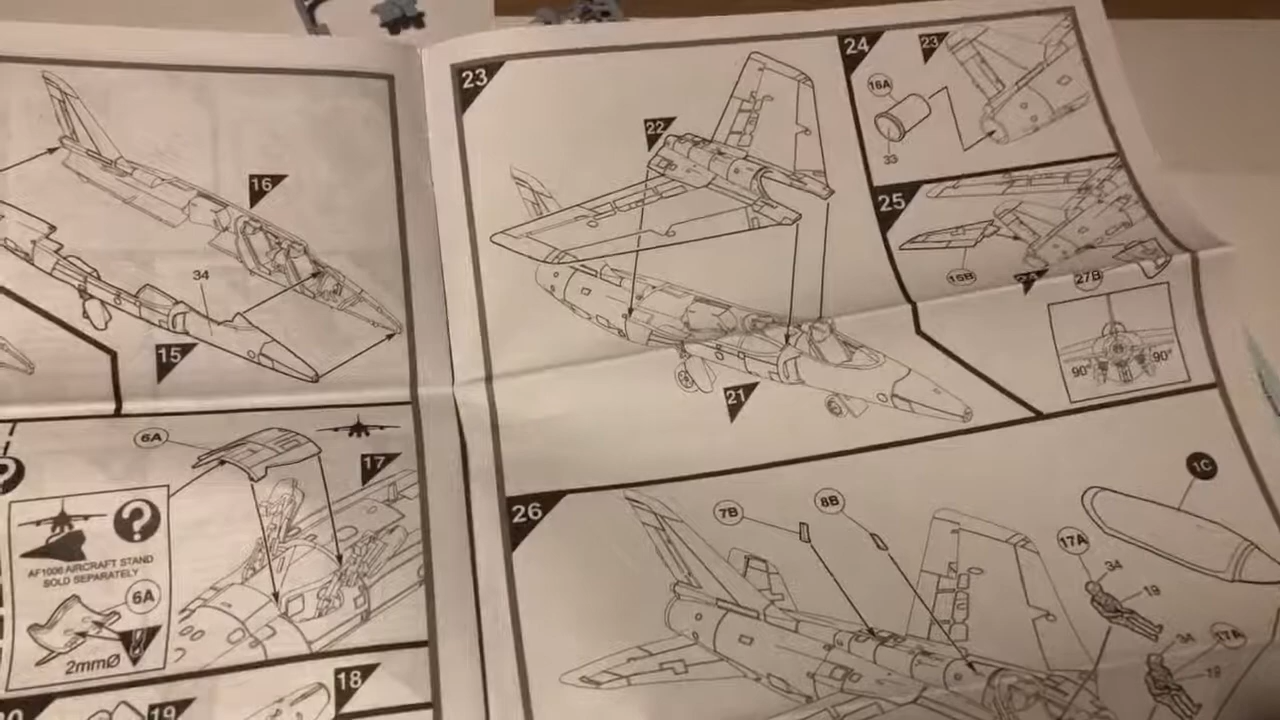 16
34
15
6A
17
?
?
AF1006 AIRCRAFT STAND
SOLD SEPARATELY
6A
2mmØ
18
19
23
22
21
24
23
16A
33
25
15B
27B
90°
90°
26
7B
8B
1C
17A
34
19
34
17A
19